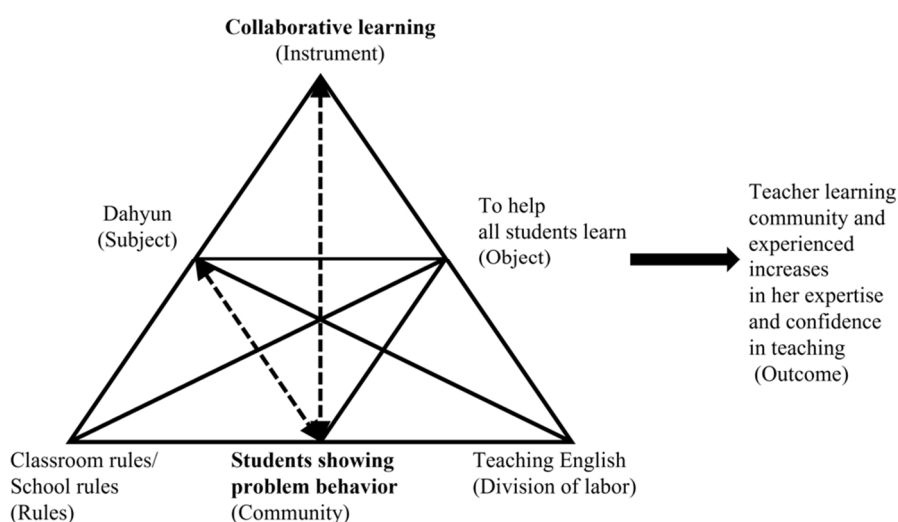 Collaborative learning
(Instrument)
Dahyun
(Subject)
To help
all students learn
(Object)
Teacher learning
community and
experienced
increases
in her expertise
and confidence
in teaching
(Outcome)
Classroom rules/
School rules
(Rules)
Students showing
problem behavior
(Community)
Teaching English
(Division of labor)